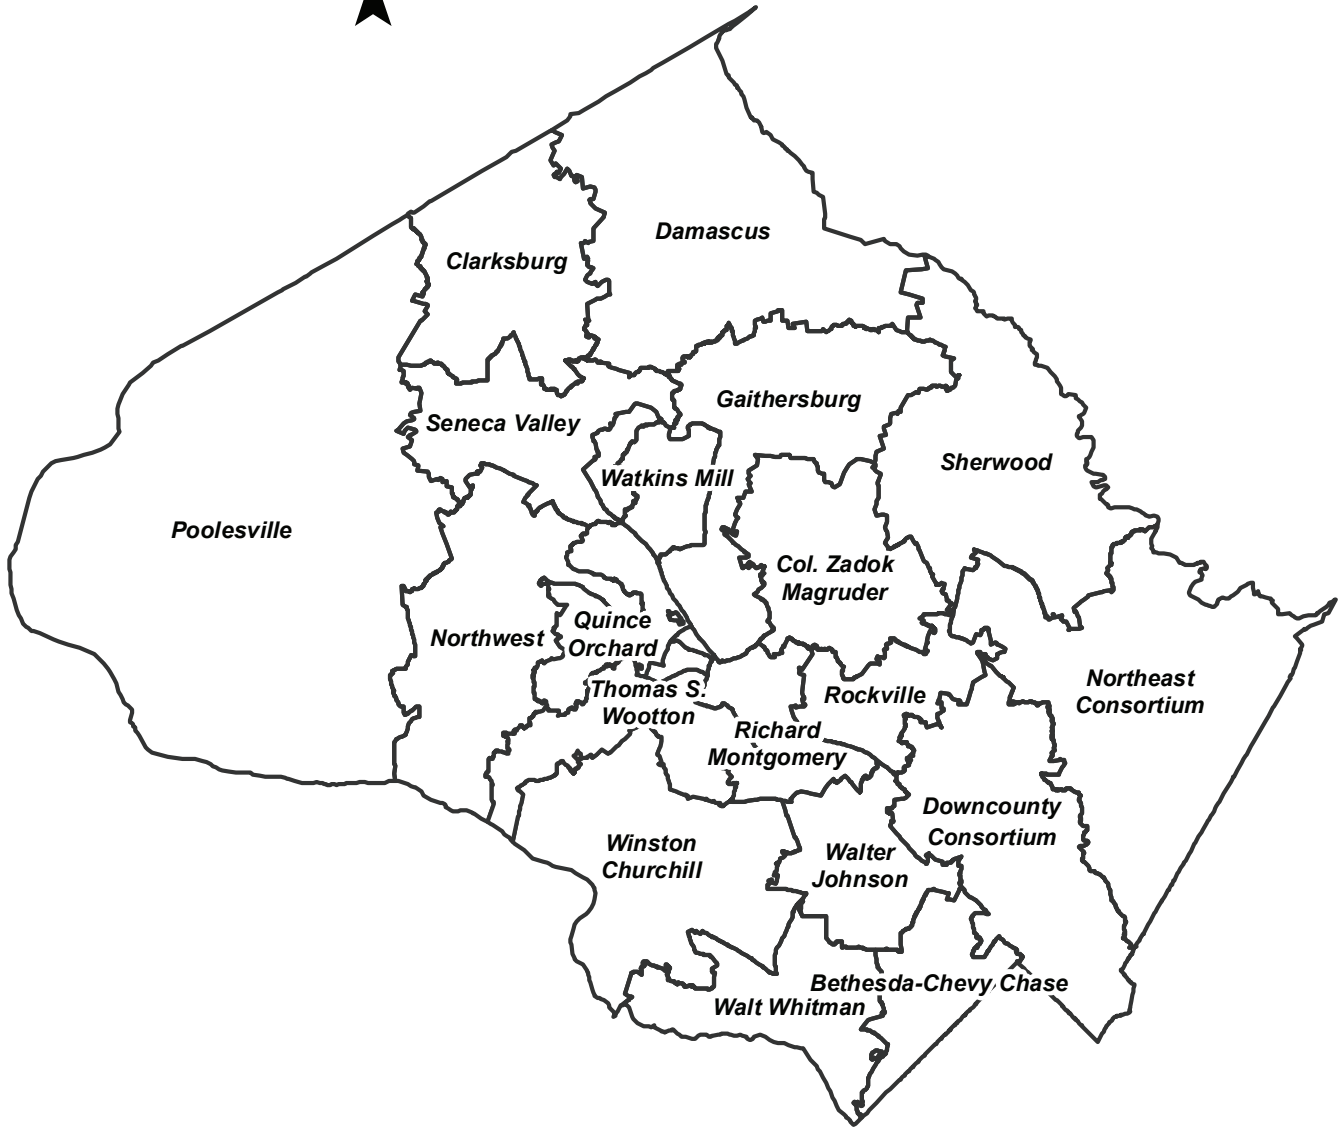 Damascus
Clarksburg
Gaithersburg
Seneca Valley
Sherwood
Watkins Mill
Poolesville
Col. Zadok
Magruder
Quince
Orchard
Northwest
Northeast
Consortium
Thomas S.
Wootton
Rockville
Richard
Montgomery
Downcounty
Consortium
Winston
Churchill
Walter
Johnson
Bethesda-Chevy Chase
Walt Whitman